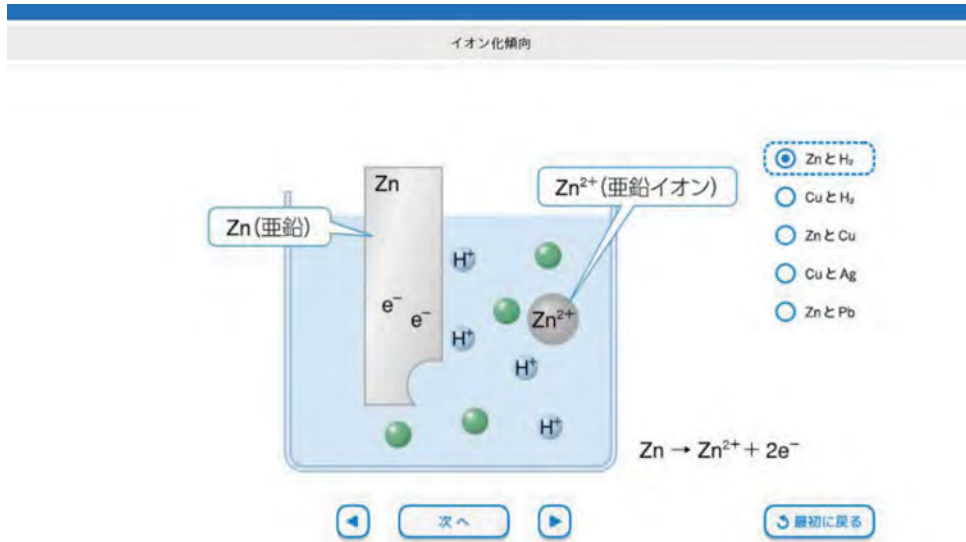 イオン化傾向
Zn
Zn(亜鉛)
Zn²⁺(亜鉛イオン)
ZnとH₂
CuとH₂
ZnとCu
CuとAg
ZnとPb
H⁺
e⁻
e⁻
Zn²⁺
H⁺
H⁺
H⁺
Zn → Zn²⁺ + 2e⁻
次へ
最初に戻る